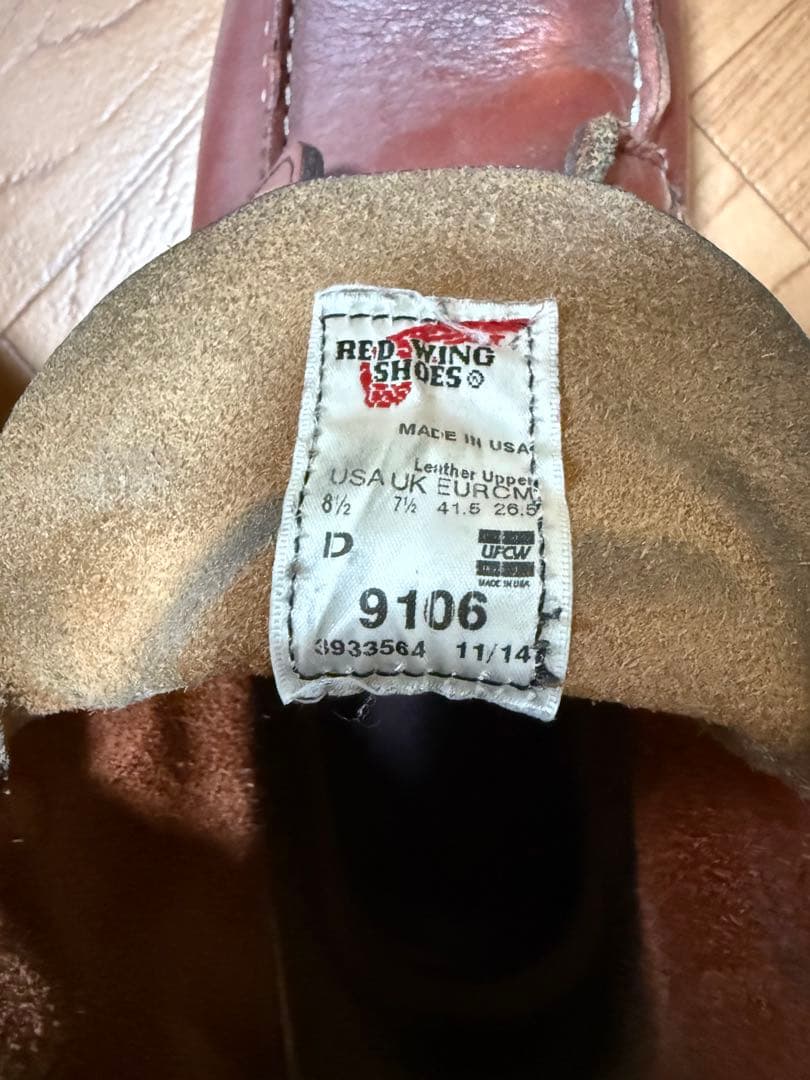 RED WING
SHOES®
MADE IN USA
Leather Upper
USA UK EUR CM
8½ 7½ 41.5 26.5
D
UFCW
MADE IN USA
9106
3933564 11/14